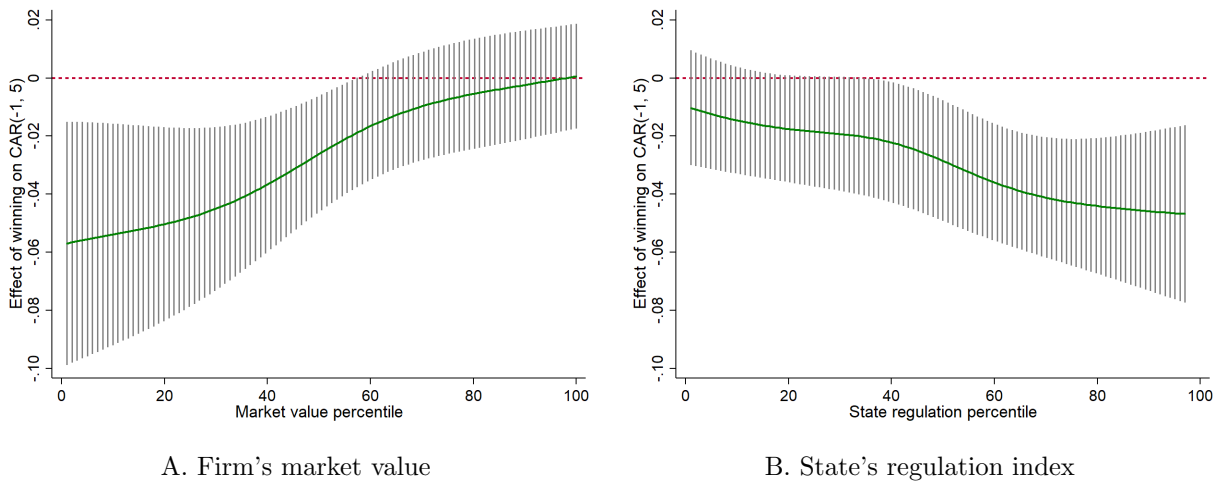 .02
0
-.02
-.04
-.06
-.08
-.10
Effect of winning on CAR(-1, 5)
0 20 40 60 80 100
Market value percentile
A. Firm's market value
.02
0
-.02
-.04
-.06
-.08
-.10
Effect of winning on CAR(-1, 5)
0 20 40 60 80 100
State regulation percentile
B. State's regulation index